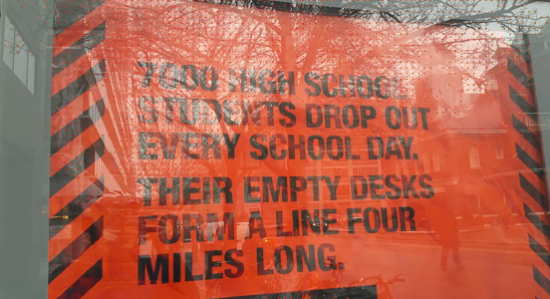 7000 HIGH SCHOOL
STUDENTS DROP OUT
EVERY SCHOOL DAY.
THEIR EMPTY DESKS
FORM A LINE FOUR
MILES LONG.